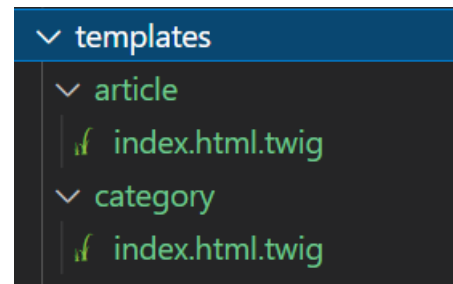 templates
article
index.html.twig
category
index.html.twig